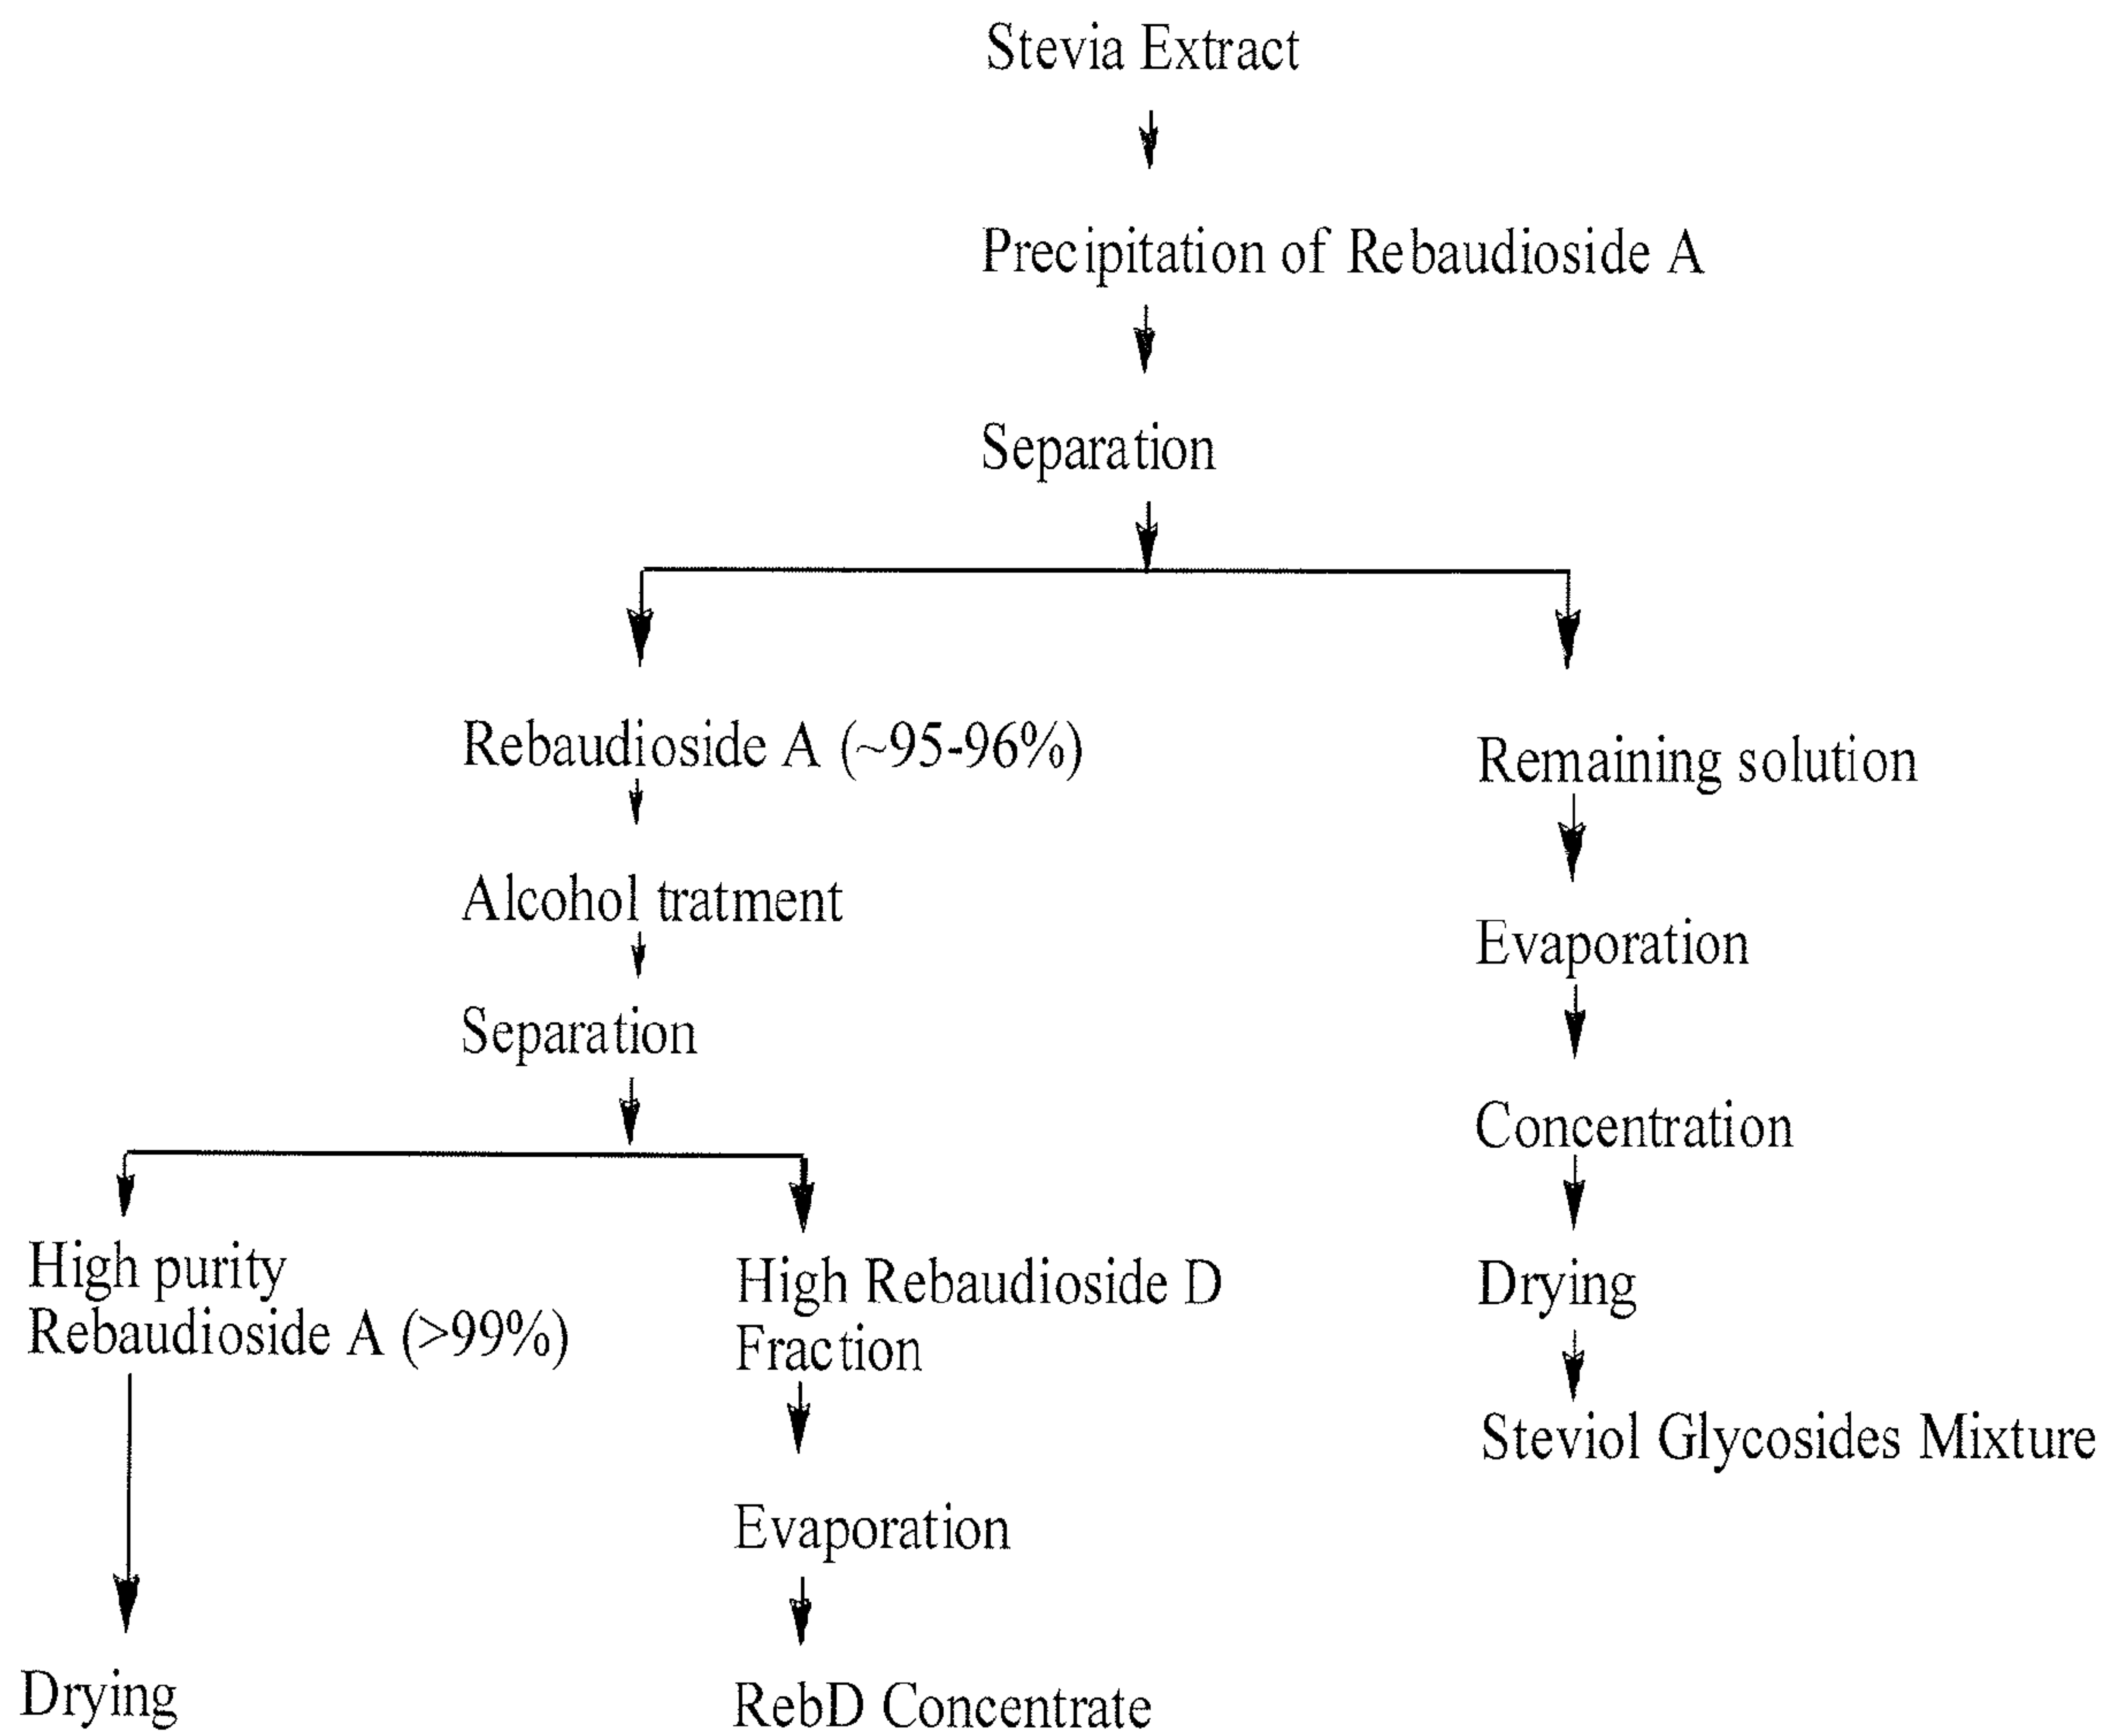 Stevia Extract
Precipitation of Rebaudioside A
Separation
Rebaudioside A (~95-96%)
Alcohol tratment
Separation
High purity
Rebaudioside A (>99%)
Drying
High Rebaudioside D
Fraction
Evaporation
RebD Concentrate
Remaining solution
Evaporation
Concentration
Drying
Steviol Glycosides Mixture